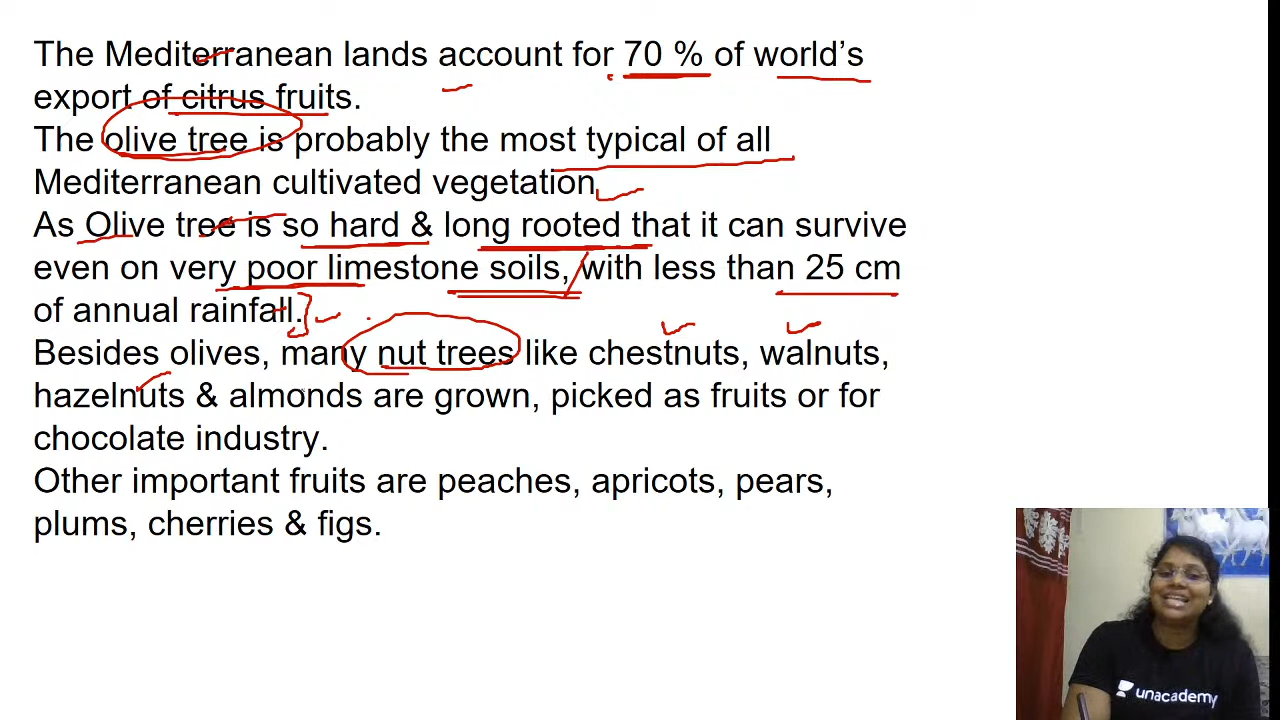 The Mediterranean lands account for 70 % of world’s
export of citrus fruits.
The olive tree is probably the most typical of all
Mediterranean cultivated vegetation
As Olive tree is so hard & long rooted that it can survive
even on very poor limestone soils, with less than 25 cm
of annual rainfall.
Besides olives, many nut trees like chestnuts, walnuts,
hazelnuts & almonds are grown, picked as fruits or for
chocolate industry.
Other important fruits are peaches, apricots, pears,
plums, cherries & figs.
unacademy